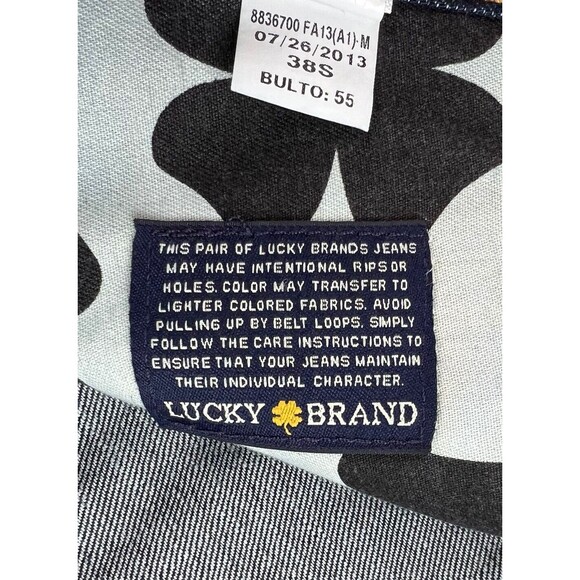 8836700 FA13(A1)-M
07/26/2013
38S
BULTO: 55
THIS PAIR OF LUCKY BRANDS JEANS
MAY HAVE INTENTIONAL RIPS OR
HOLES. COLOR MAY TRANSFER TO
LIGHTER COLORED FABRICS. AVOID
PULLING UP BY BELT LOOPS. SIMPLY
FOLLOW THE CARE INSTRUCTIONS TO
ENSURE THAT YOUR JEANS MAINTAIN
THEIR INDIVIDUAL CHARACTER.
LUCKY BRAND